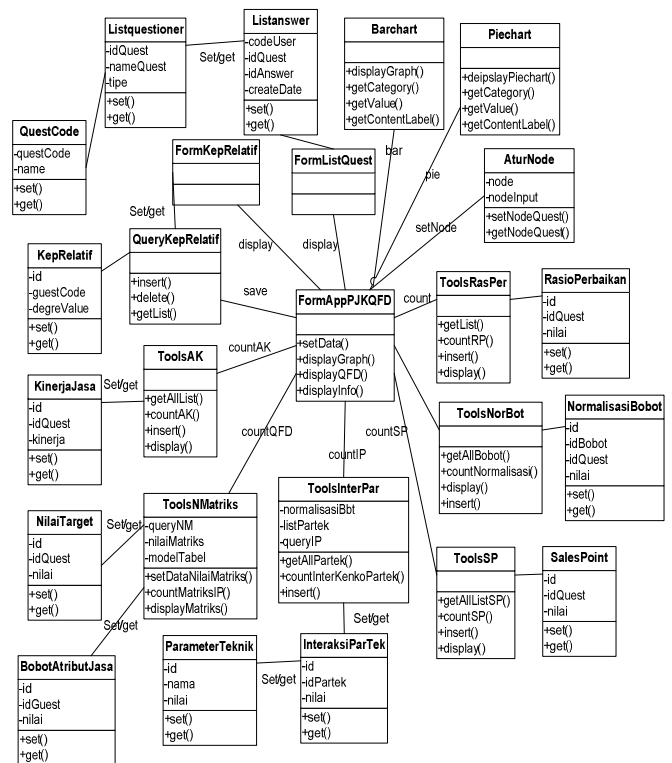 Listquestioner
-idQuest
-nameQuest
-tipe
+set()
+get()
Set/get
Listanswer
-codeUser
-idQuest
-idAnswer
-createDate
+set()
+get()
Barchart
+displayGraph()
+getCategory()
+getValue()
+getContentLabel()
Piechart
+deipslayPiechart()
+getCategory()
+getValue()
+getContentLabel()
QuestCode
-questCode
-name
+set()
+get()
FormKepRelatif
FormListQuest
bar
pie
AturNode
-node
-nodeInput
+setNodeQuest()
+getNodeQuest()
Set/get
display
display
setNode
KepRelatif
-id
-guestCode
-degreValue
+set()
+get()
QueryKepRelatif
+insert()
+delete()
+getList()
save
FormAppPJKQFD
+setData()
+displayGraph()
+displayQFD()
+displayInfo()
count
ToolsRasPer
+getList()
+countRP()
+insert()
+display()
RasioPerbaikan
-id
-idQuest
-nilai
+set()
+get()
KinerjaJasa
-id
-idQuest
-kinerja
+set()
+get()
Set/get
ToolsAK
+getAllList()
+countAK()
+insert()
+display()
countAK
countQFD
countIP
countSP
ToolsNorBot
+getAllBobot()
+countNormalisasi()
+display()
+insert()
NormalisasiBobot
-id
-idBobot
-idQuest
-nilai
+set()
+get()
NilaiTarget
-id
-idQuest
-nilai
+set()
+get()
Set/get
ToolsNMatriks
-queryNM
-nilaiMatriks
-modelTabel
+setDataNilaiMatriks()
+countMatriksIP()
+displayMatriks()
ToolsInterPar
-normalisasiBbt
-listPartek
-queryIP
+getAllPartek()
+countInterKenkoPartek()
+insert()
ToolsSP
+getAllListSP()
+countSP()
+insert()
+display()
SalesPoint
-id
-idQuest
-nilai
+set()
+get()
Set/get
Set/get
BobotAtributJasa
-id
-idGuest
-nilai
+set()
+get()
ParameterTeknik
-id
-nama
-nilai
+set()
+get()
Set/get
InteraksiParTek
-id
-idPartek
-nilai
+set()
+get()